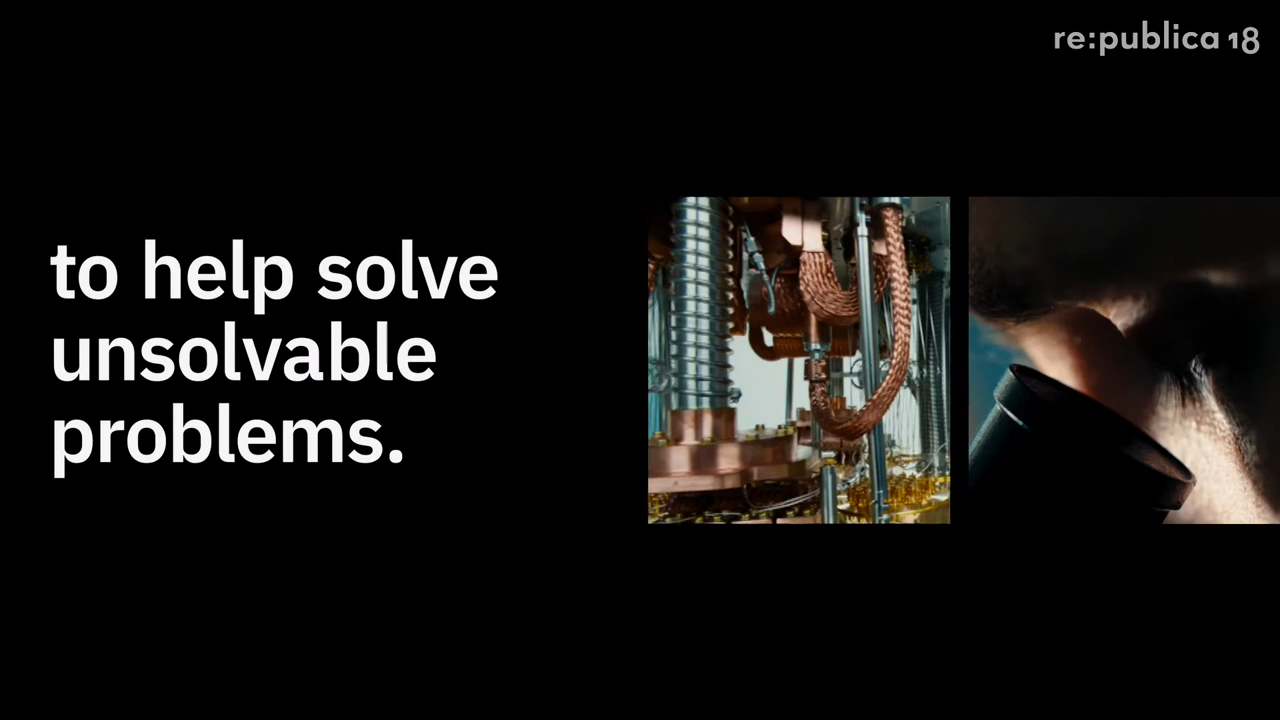 re:publica 18
to help solve
unsolvable
problems.